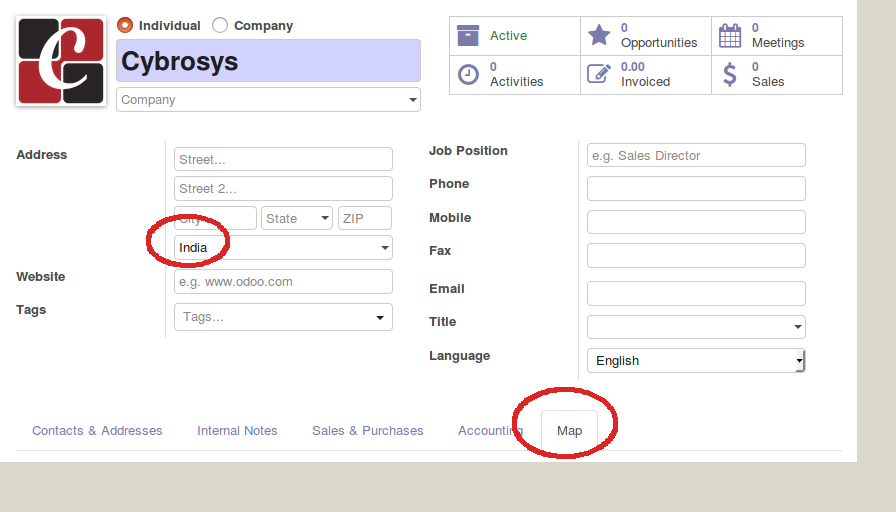 C
Individual Company
Cybrosys
Company
Active
0
Opportunities
0
Meetings
0
Activities
0.00
Invoiced
0
Sales
Address
Street...
Street 2...
City State ZIP
India
Website
e.g. www.odoo.com
Tags
Tags...
Job Position
e.g. Sales Director
Phone
Mobile
Fax
Email
Title
Language
English
Contacts & Addresses Internal Notes Sales & Purchases Accounting Map